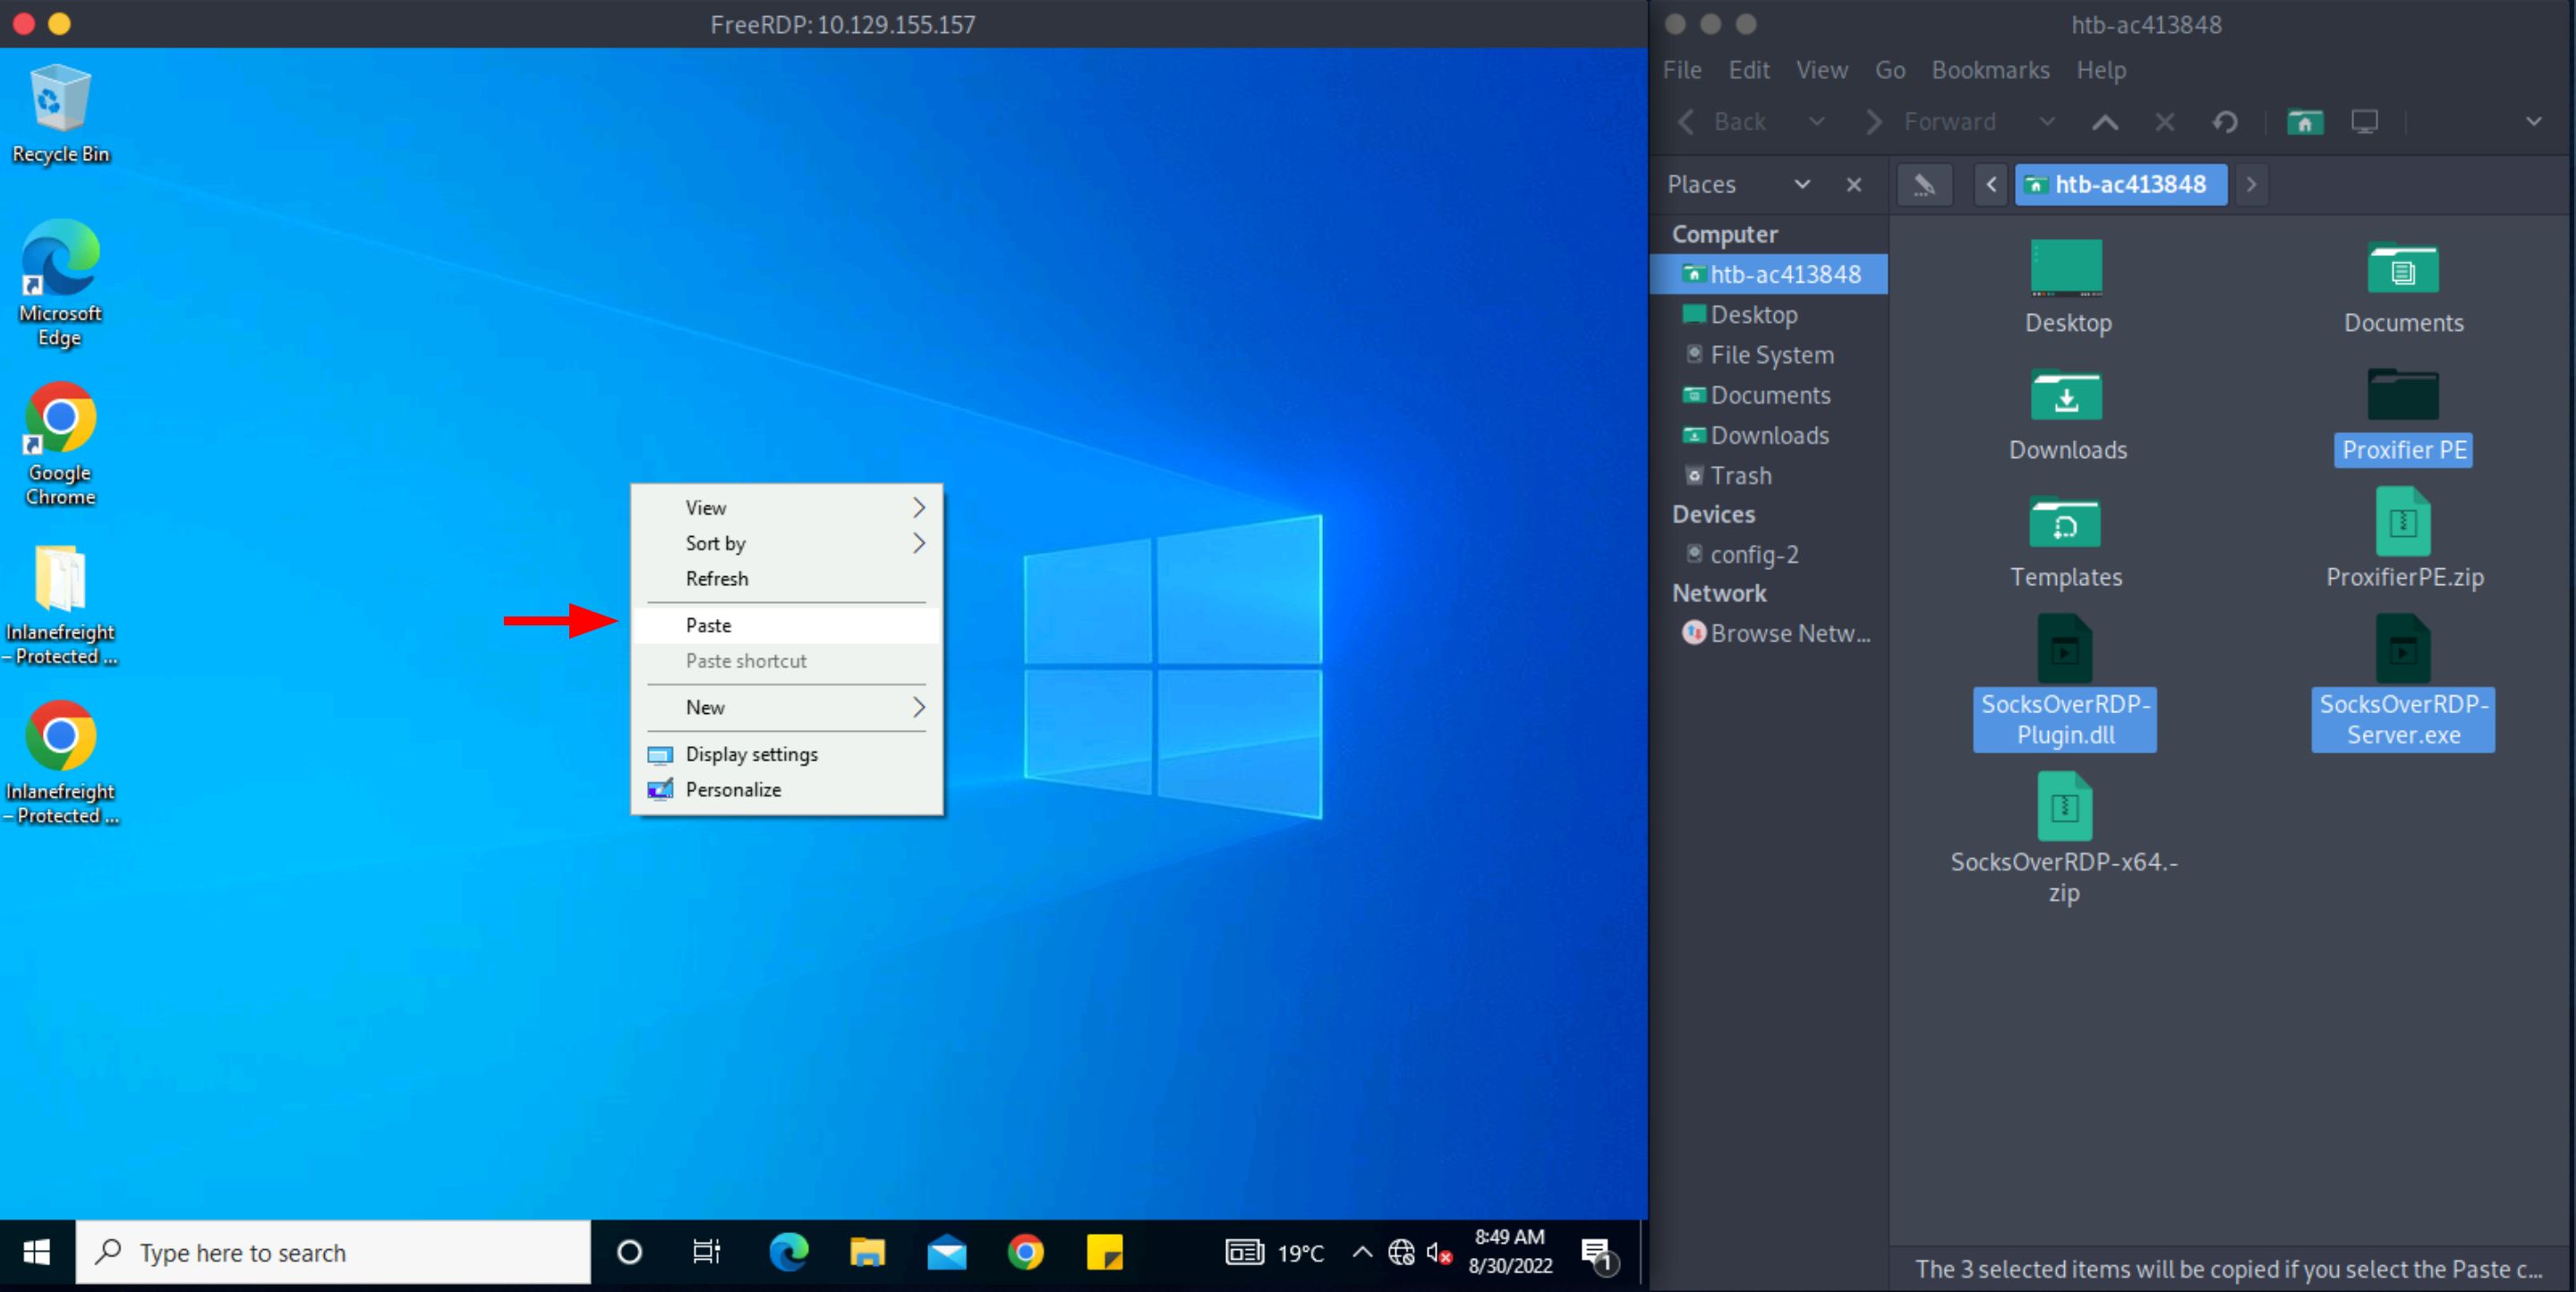 FreeRDP: 10.129.155.157
Recycle Bin
Microsoft
Edge
Google
Chrome
Inlanefreight
– Protected ...
Inlanefreight
– Protected ...
View
Sort by
Refresh
Paste
Paste shortcut
New
Display settings
Personalize
Type here to search
19°C
8:49 AM
8/30/2022
1
htb-ac413848
File Edit View Go Bookmarks Help
Back Forward
Places
htb-ac413848
Computer
htb-ac413848
Desktop
File System
Documents
Downloads
Trash
Devices
config-2
Network
Browse Netw...
Desktop
Documents
Downloads
Proxifier PE
Templates
ProxifierPE.zip
SocksOverRDP-
Plugin.dll
SocksOverRDP-
Server.exe
SocksOverRDP-x64.-
zip
The 3 selected items will be copied if you select the Paste c...